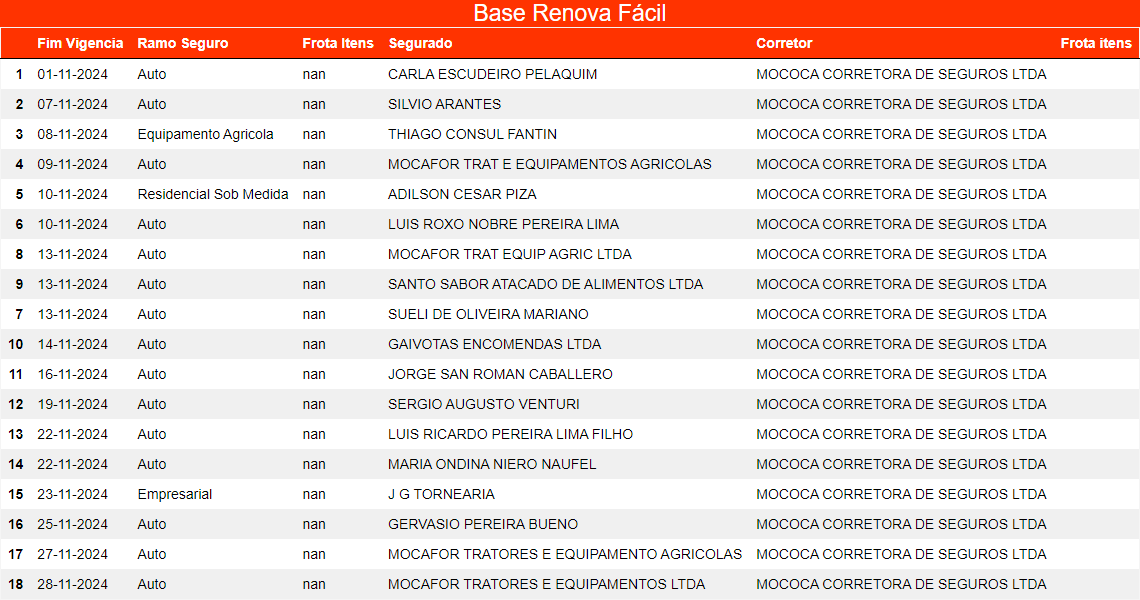 Base Renova Fácil
Fim Vigencia Ramo Seguro Frota Itens Segurado Corretor Frota itens
1 01-11-2024 Auto nan CARLA ESCUDEIRO PELAQUIM MOCOCA CORRETORA DE SEGUROS LTDA
2 07-11-2024 Auto nan SILVIO ARANTES MOCOCA CORRETORA DE SEGUROS LTDA
3 08-11-2024 Equipamento Agricola nan THIAGO CONSUL FANTIN MOCOCA CORRETORA DE SEGUROS LTDA
4 09-11-2024 Auto nan MOCAFOR TRAT E EQUIPAMENTOS AGRICOLAS MOCOCA CORRETORA DE SEGUROS LTDA
5 10-11-2024 Residencial Sob Medida nan ADILSON CESAR PIZA MOCOCA CORRETORA DE SEGUROS LTDA
6 10-11-2024 Auto nan LUIS ROXO NOBRE PEREIRA LIMA MOCOCA CORRETORA DE SEGUROS LTDA
8 13-11-2024 Auto nan MOCAFOR TRAT EQUIP AGRIC LTDA MOCOCA CORRETORA DE SEGUROS LTDA
9 13-11-2024 Auto nan SANTO SABOR ATACADO DE ALIMENTOS LTDA MOCOCA CORRETORA DE SEGUROS LTDA
7 13-11-2024 Auto nan SUELI DE OLIVEIRA MARIANO MOCOCA CORRETORA DE SEGUROS LTDA
10 14-11-2024 Auto nan GAIVOTAS ENCOMENDAS LTDA MOCOCA CORRETORA DE SEGUROS LTDA
11 16-11-2024 Auto nan JORGE SAN ROMAN CABALLERO MOCOCA CORRETORA DE SEGUROS LTDA
12 19-11-2024 Auto nan SERGIO AUGUSTO VENTURI MOCOCA CORRETORA DE SEGUROS LTDA
13 22-11-2024 Auto nan LUIS RICARDO PEREIRA LIMA FILHO MOCOCA CORRETORA DE SEGUROS LTDA
14 22-11-2024 Auto nan MARIA ONDINA NIERO NAUFEL MOCOCA CORRETORA DE SEGUROS LTDA
15 23-11-2024 Empresarial nan J G TORNEARIA MOCOCA CORRETORA DE SEGUROS LTDA
16 25-11-2024 Auto nan GERVASIO PEREIRA BUENO MOCOCA CORRETORA DE SEGUROS LTDA
17 27-11-2024 Auto nan MOCAFOR TRATORES E EQUIPAMENTO AGRICOLAS MOCOCA CORRETORA DE SEGUROS LTDA
18 28-11-2024 Auto nan MOCAFOR TRATORES E EQUIPAMENTOS LTDA MOCOCA CORRETORA DE SEGUROS LTDA